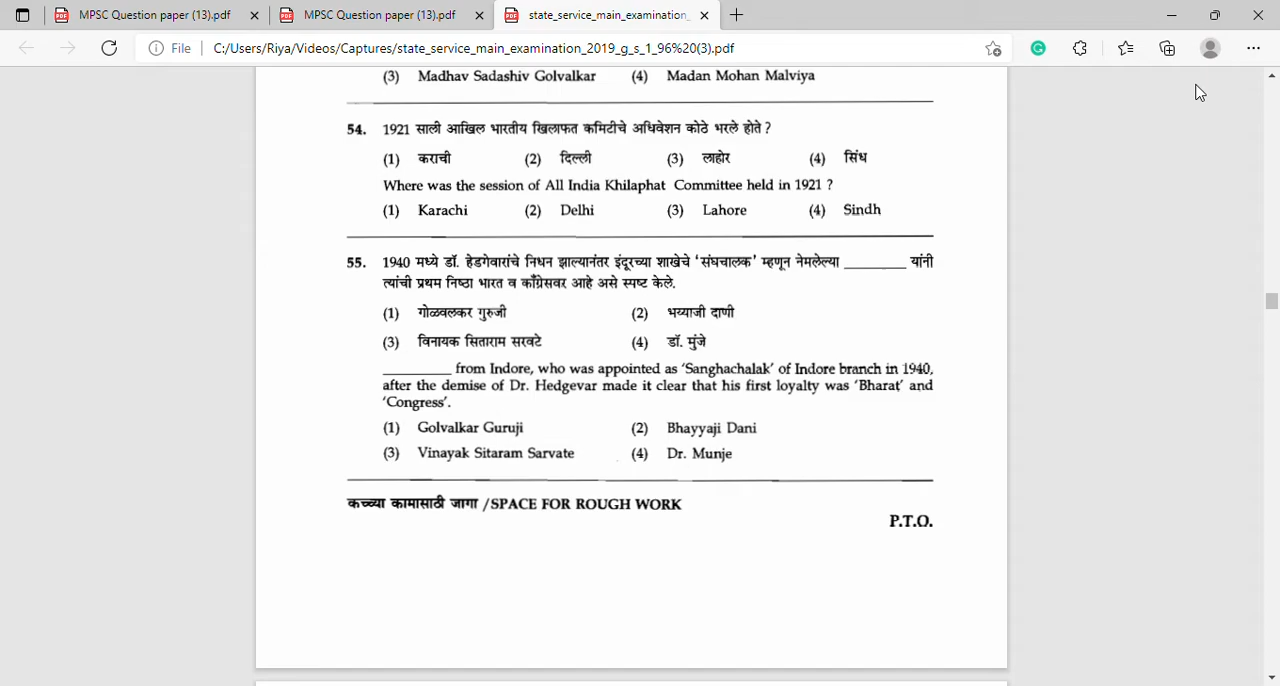 MPSC Question paper (13).pdf
MPSC Question paper (13).pdf
state_service_main_examination_
File
C:/Users/Riya/Videos/Captures/state_service_main_examination_2019_g_s_1_96%20(3).pdf
(3) Madhav Sadashiv Golvalkar (4) Madan Mohan Malviya
54. 1921 साली आखिल भारतीय खिलाफत कमिटीचे अधिवेशन कोठे भरले होते ?
(1) कराची (2) दिल्ली (3) लाहोर (4) सिंध
Where was the session of All India Khilaphat Committee held in 1921 ?
(1) Karachi (2) Delhi (3) Lahore (4) Sindh
55. 1940 मध्ये डॉ. हेडगेवारांचे निधन झाल्यानंतर इंदूरच्या शाखेचे 'संघचालक' म्हणून नेमलेल्या ________ यांनी
त्यांची प्रथम निष्ठा भारत व काँग्रेसवर आहे असे स्पष्ट केले.
(1) गोळवलकर गुरुजी (2) भय्याजी दाणी
(3) विनायक सिताराम सरवटे (4) डॉ. मुंजे
_________ from Indore, who was appointed as 'Sanghachalak' of Indore branch in 1940,
after the demise of Dr. Hedgevar made it clear that his first loyalty was 'Bharat' and
'Congress'.
(1) Golvalkar Guruji (2) Bhayyaji Dani
(3) Vinayak Sitaram Sarvate (4) Dr. Munje
कच्च्या कामासाठी जागा /SPACE FOR ROUGH WORK
P.T.O.